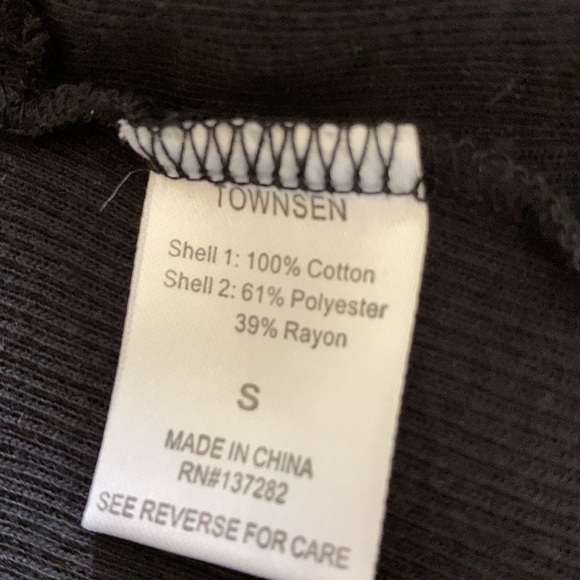 TOWNSEN
Shell 1: 100% Cotton
Shell 2: 61% Polyester
39% Rayon
S
MADE IN CHINA
RN#137282
SEE REVERSE FOR CARE